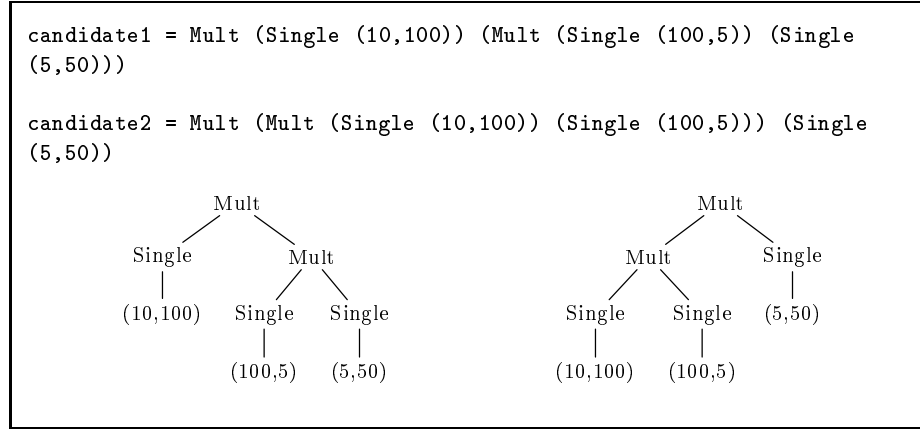 candidate1 = Mult (Single (10,100)) (Mult (Single (100,5)) (Single
(5,50)))
candidate2 = Mult (Mult (Single (10,100)) (Single (100,5))) (Single
(5,50))
Mult Mult
Single Mult Mult Single
(10,100) Single Single Single Single (5,50)
(100,5) (5,50) (10,100) (100,5)